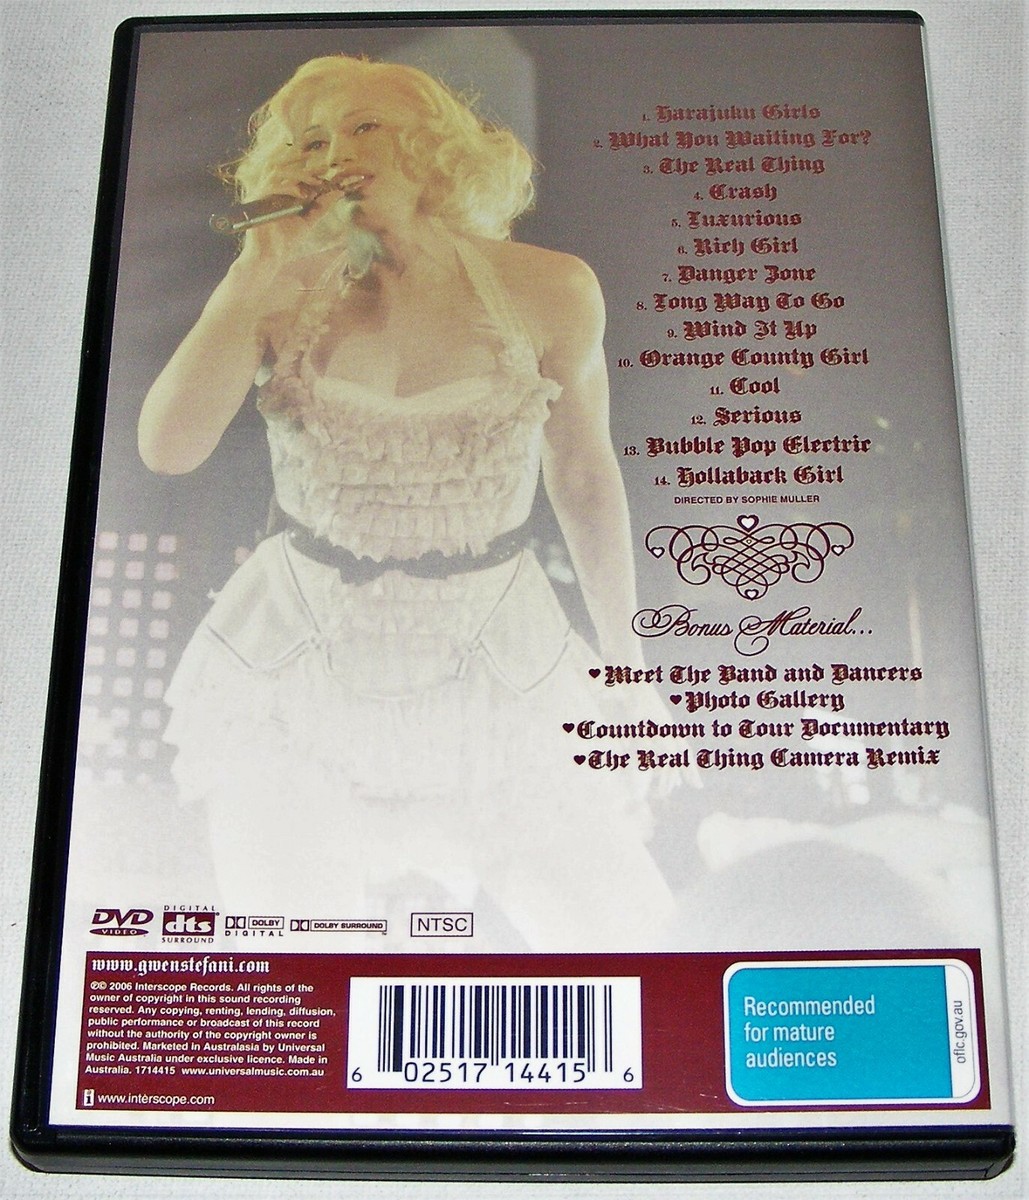 1. Harajuku Girls
2. What You Waiting For?
3. The Real Thing
4. Crash
5. Luxurious
6. Rich Girl
7. Danger Zone
8. Long Way To Go
9. Wind It Up
10. Orange County Girl
11. Cool
12. Serious
13. Bubble Pop Electric
14. Hollaback Girl
DIRECTED BY SOPHIE MULLER
Bonus Material...
♥Meet The Band and Dancers
♥Photo Gallery
♥Countdown to Tour Documentary
♥The Real Thing Camera Remix
DVD VIDEO
DIGITAL dts SURROUND
DOLBY DIGITAL
DOLBY SURROUND
NTSC
www.gwenstefani.com
℗© 2006 Interscope Records. All rights of the
owner of copyright in this sound recording
reserved. Any copying, renting, lending, diffusion,
public performance or broadcast of this record
without the authority of the copyright owner is
prohibited. Marketed in Australasia by Universal
Music Australia under exclusive licence. Made in
Australia. 1714415 www.universalmusic.com.au
i www.interscope.com
6 02517 14415 6
Recommended
for mature
audiences
oflc.gov.au